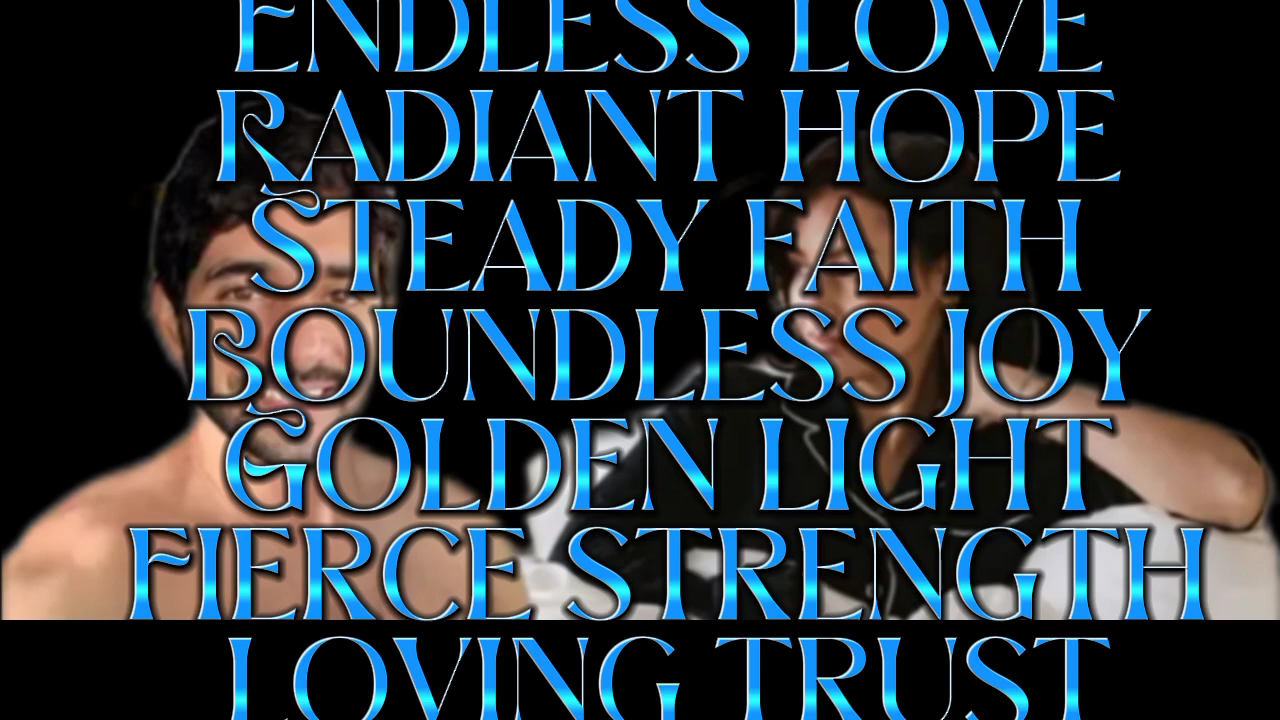 ENDLESS LOVE
RADIANT HOPE
STEADY FAITH
BOUNDLESS JOY
GOLDEN LIGHT
FIERCE STRENGTH
LOVING TRUST